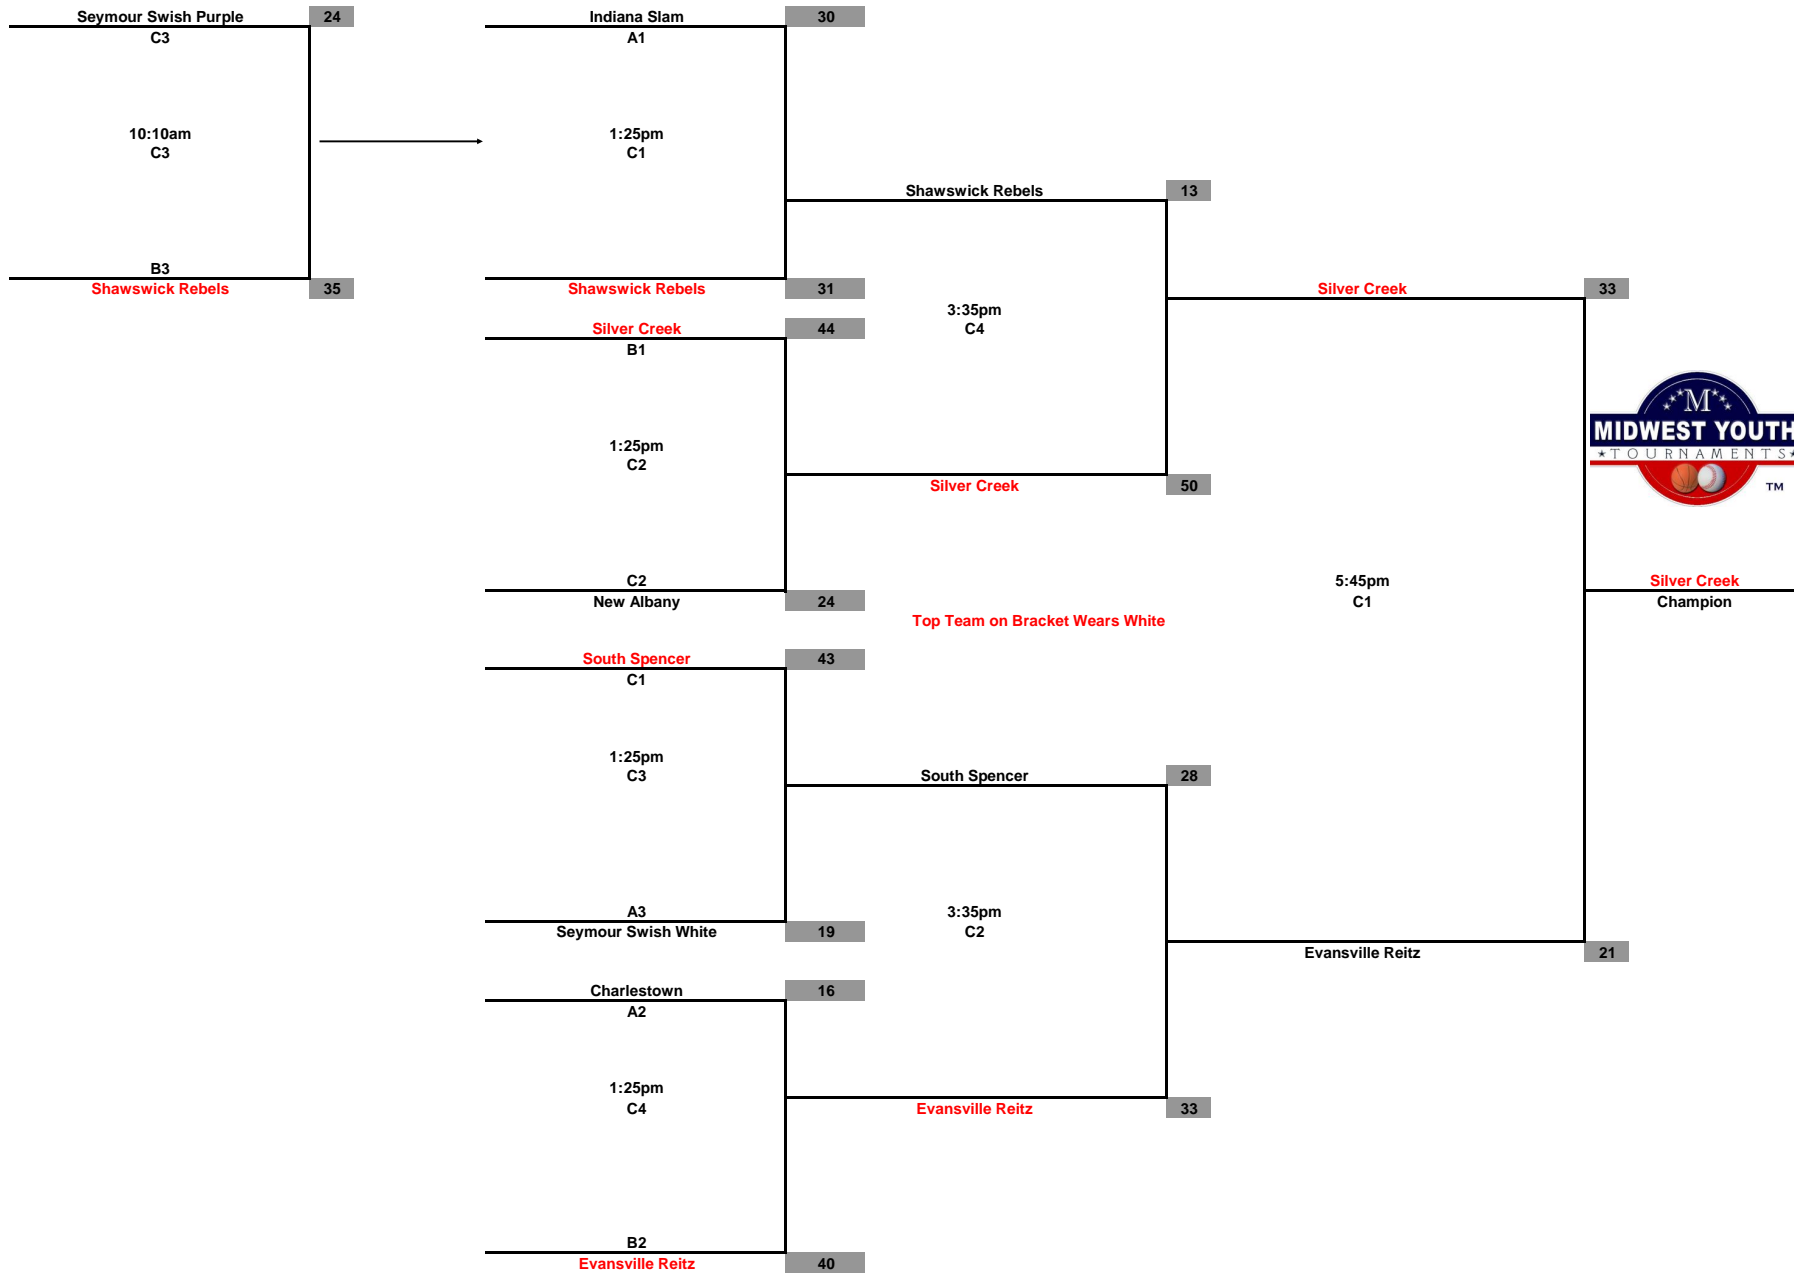 Seymour Swish Purple 24
C3
10:10am
C3
B3
Shawswick Rebels 35
Indiana Slam 30
A1
1:25pm
C1
Shawswick Rebels 31
Silver Creek 44
B1
1:25pm
C2
C2
New Albany 24
South Spencer 43
C1
1:25pm
C3
A3
Seymour Swish White 19
Charlestown 16
A2
1:25pm
C4
B2
Evansville Reitz 40
Shawswick Rebels 13
3:35pm
C4
Silver Creek 50
Top Team on Bracket Wears White
South Spencer 28
3:35pm
C2
Evansville Reitz 33
Silver Creek 33
5:45pm
C1
Evansville Reitz 21
M
MIDWEST YOUTH
TOURNAMENTS
TM
Silver Creek
Champion